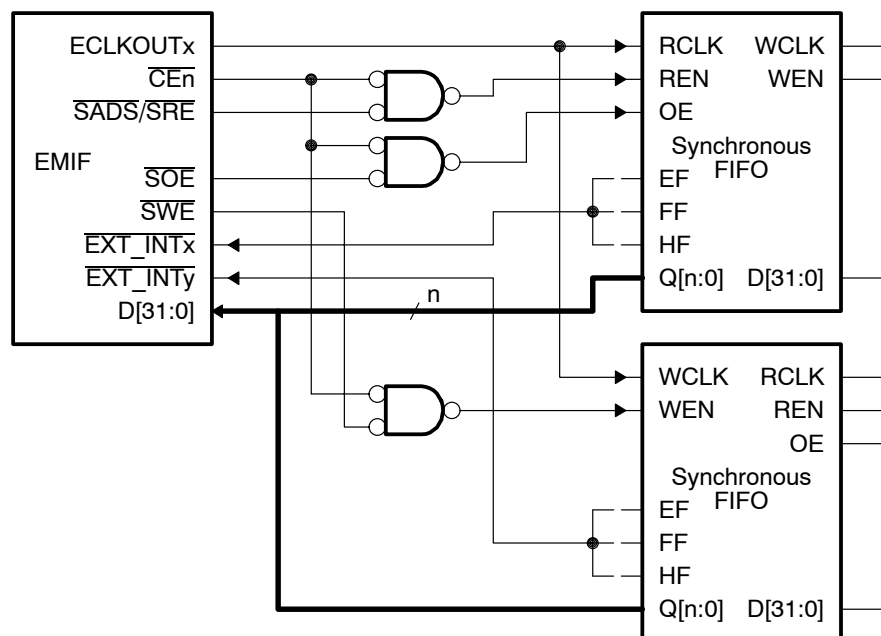 ECLKOUTx
CEn
SADS/SRE
EMIF
SOE
SWE
EXT_INTx
EXT_INTy
D[31:0]
n
RCLK WCLK
REN WEN
OE
Synchronous
FIFO
EF
FF
HF
Q[n:0] D[31:0]
WCLK RCLK
WEN REN
OE
Synchronous
FIFO
EF
FF
HF
Q[n:0] D[31:0]